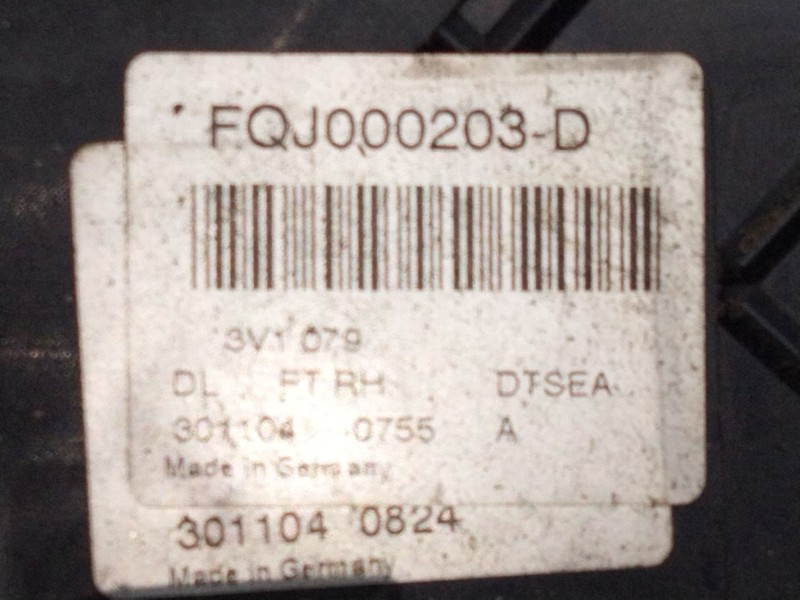 FQJ000203-D
3V1 079
DL FT RH DTSEA
301104 0755 A
Made in Germany
301104 0824
Made in Germany